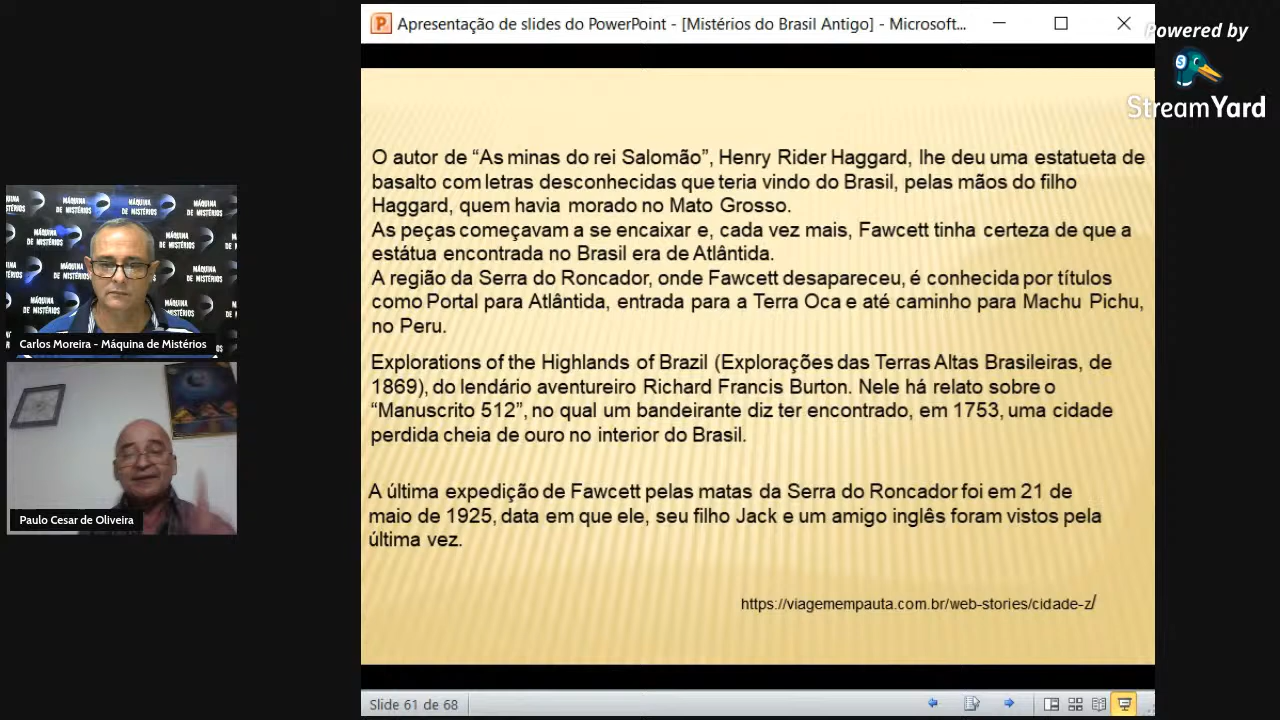 Apresentação de slides do PowerPoint - [Mistérios do Brasil Antigo] - Microsoft...
Powered by
StreamYard
O autor de “As minas do rei Salomão”, Henry Rider Haggard, lhe deu uma estatueta de
basalto com letras desconhecidas que teria vindo do Brasil, pelas mãos do filho
Haggard, quem havia morado no Mato Grosso.
As peças começavam a se encaixar e, cada vez mais, Fawcett tinha certeza de que a
estátua encontrada no Brasil era de Atlântida.
A região da Serra do Roncador, onde Fawcett desapareceu, é conhecida por títulos
como Portal para Atlântida, entrada para a Terra Oca e até caminho para Machu Pichu,
no Peru.
Explorations of the Highlands of Brazil (Explorações das Terras Altas Brasileiras, de
1869), do lendário aventureiro Richard Francis Burton. Nele há relato sobre o
“Manuscrito 512”, no qual um bandeirante diz ter encontrado, em 1753, uma cidade
perdida cheia de ouro no interior do Brasil.
A última expedição de Fawcett pelas matas da Serra do Roncador foi em 21 de
maio de 1925, data em que ele, seu filho Jack e um amigo inglês foram vistos pela
última vez.
https://viagemempauta.com.br/web-stories/cidade-z/
MÁQUINA
DE MISTÉRIOS
Carlos Moreira - Máquina de Mistérios
Paulo Cesar de Oliveira
Slide 61 de 68